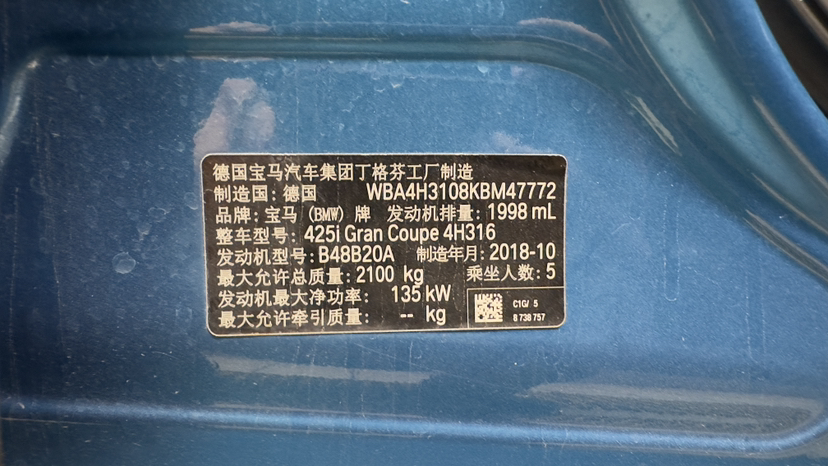 德国宝马汽车集团丁格芬工厂制造
制造国: 德国 WBA4H3108KBM47772
品牌: 宝马 (BMW) 牌 发动机排量: 1998 mL
整车型号: 425i Gran Coupe 4H316
发动机型号: B48B20A 制造年月: 2018-10
最大允许总质量: 2100 kg 乘坐人数: 5
发动机最大净功率: 135 kW
最大允许牵引质量: -- kg
C1G/ 5
8 738 757